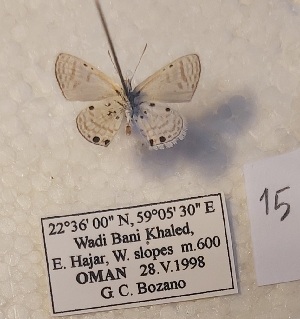 15
22°36' 00" N, 59°05' 30" E
Wadi Bani Khaled,
E. Hajar, W. slopes m.600
OMAN 28.V.1998
G. C. Bozano